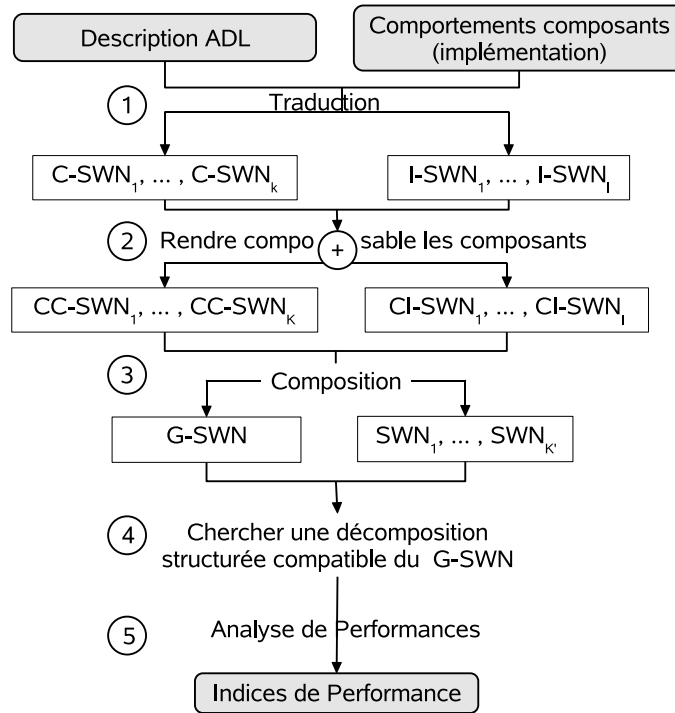 Description ADL
Comportements composants
(implémentation)
1
Traduction
C-SWN1, ... , C-SWNk
I-SWN1, ... , I-SWNl
2
Rendre compo + sable les composants
CC-SWN1, ... , CC-SWNK
CI-SWN1, ... , CI-SWNl
3
Composition
G-SWN
SWN1, ... , SWNK'
4
Chercher une décomposition
structurée compatible du G-SWN
5
Analyse de Performances
Indices de Performance